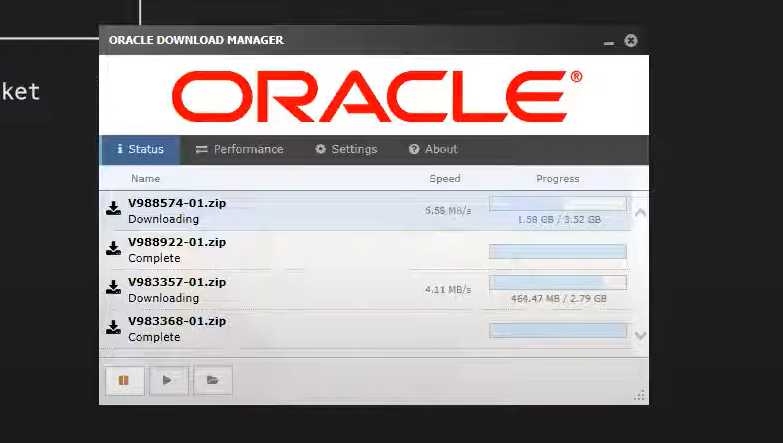 ORACLE DOWNLOAD MANAGER
ket
ORACLE®
Status Performance Settings About
Name Speed Progress
V988574-01.zip
Downloading 5.58 MB/s 1.58 GB / 3.52 GB
V988922-01.zip
Complete
V983357-01.zip
Downloading 4.11 MB/s 464.47 MB / 2.79 GB
V983368-01.zip
Complete